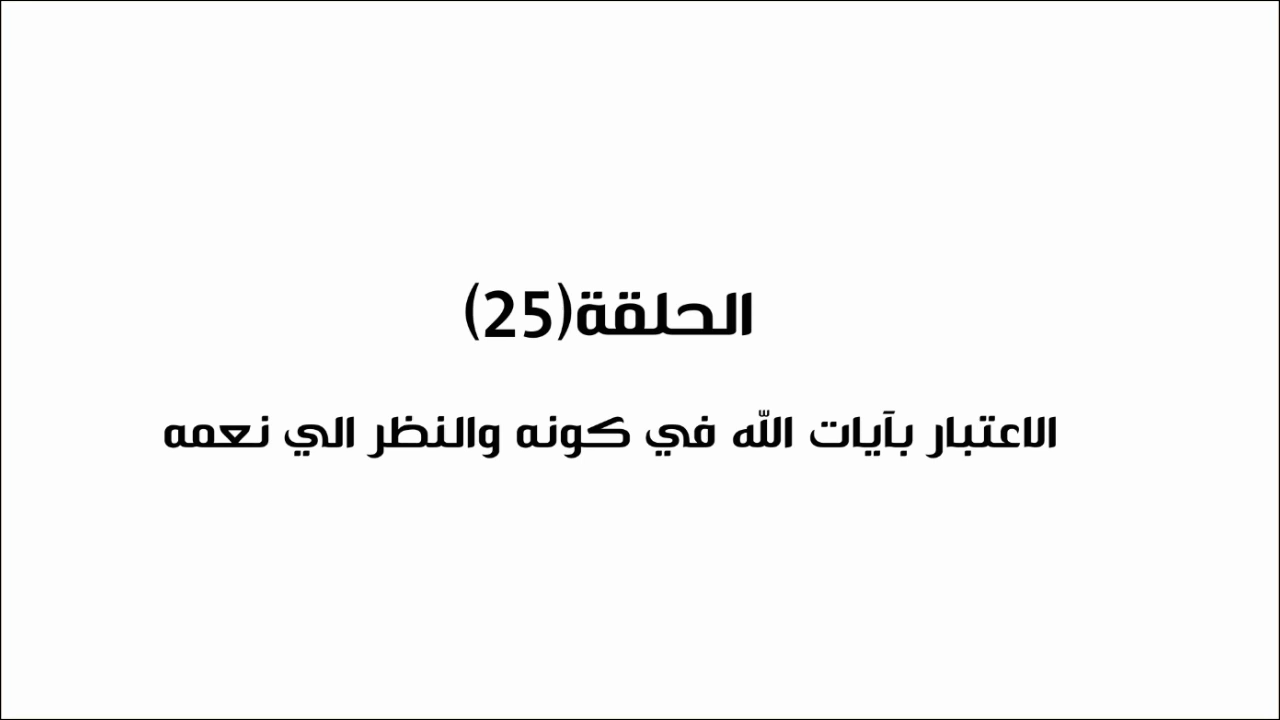 الحلقة(25)
الاعتبار بآيات الله في كونه والنظر الي نعمه